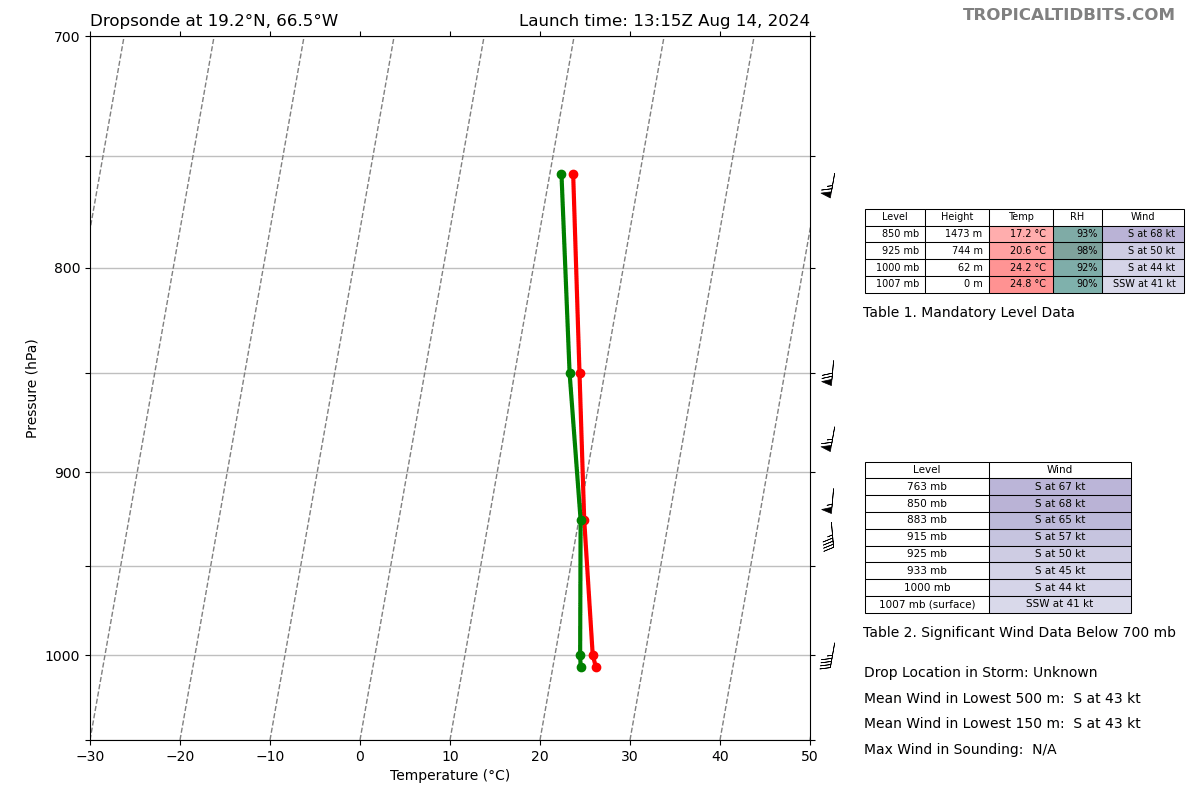 Dropsonde at 19.2°N, 66.5°W
Launch time: 13:15Z Aug 14, 2024
TROPICALTIDBITS.COM
700
800
900
1000
Pressure (hPa)
−30 −20 −10 0 10 20 30 40 50
Temperature (°C)
Level Height Temp RH Wind
850 mb 1473 m 17.2 °C 93% S at 68 kt
925 mb 744 m 20.6 °C 98% S at 50 kt
1000 mb 62 m 24.2 °C 92% S at 44 kt
1007 mb 0 m 24.8 °C 90% SSW at 41 kt
Table 1. Mandatory Level Data
Level Wind
763 mb S at 67 kt
850 mb S at 68 kt
883 mb S at 65 kt
915 mb S at 57 kt
925 mb S at 50 kt
933 mb S at 45 kt
1000 mb S at 44 kt
1007 mb (surface) SSW at 41 kt
Table 2. Significant Wind Data Below 700 mb
Drop Location in Storm: Unknown
Mean Wind in Lowest 500 m:  S at 43 kt
Mean Wind in Lowest 150 m:  S at 43 kt
Max Wind in Sounding:  N/A